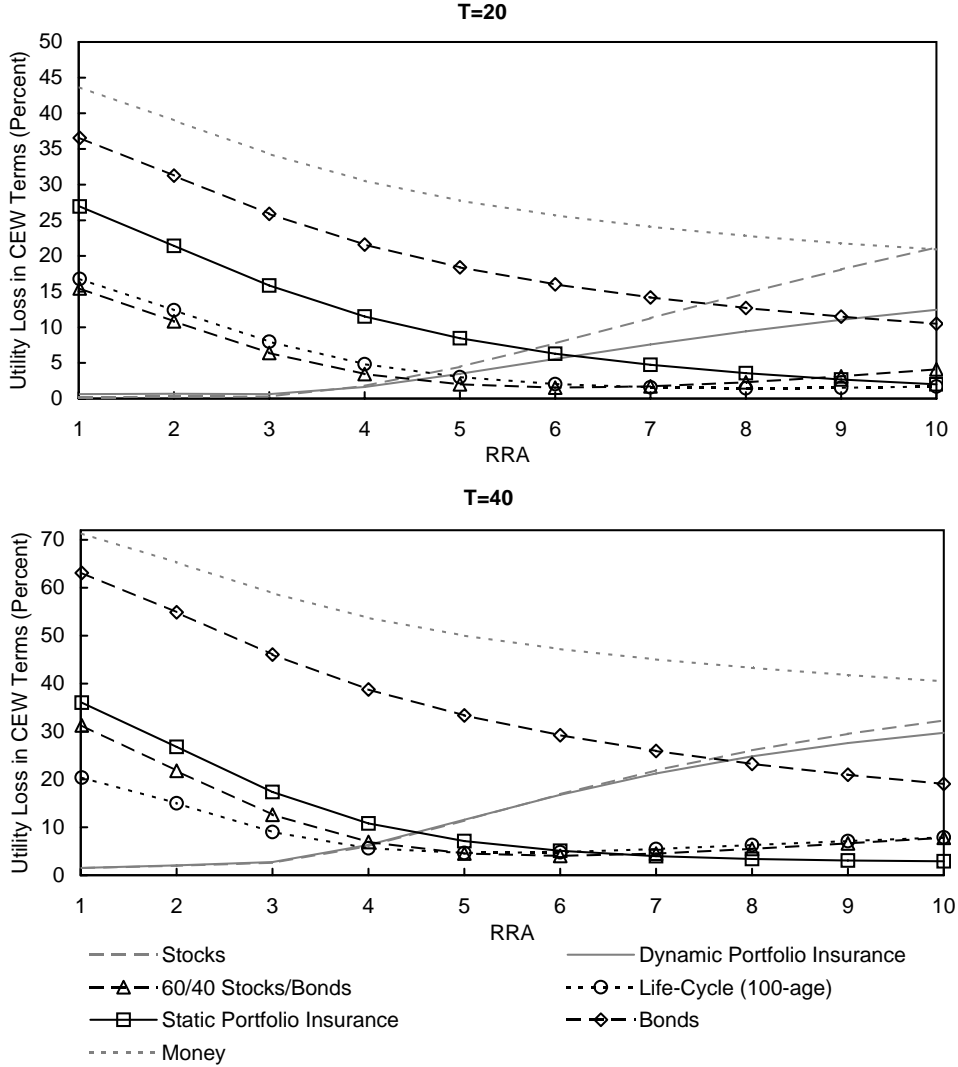 T=20
Utility Loss in CEW Terms (Percent)
50
45
40
35
30
25
20
15
10
5
0
1 2 3 4 5 6 7 8 9 10
RRA
T=40
Utility Loss in CEW Terms (Percent)
70
60
50
40
30
20
10
0
1 2 3 4 5 6 7 8 9 10
RRA
Stocks Dynamic Portfolio Insurance
60/40 Stocks/Bonds Life-Cycle (100-age)
Static Portfolio Insurance Bonds
Money